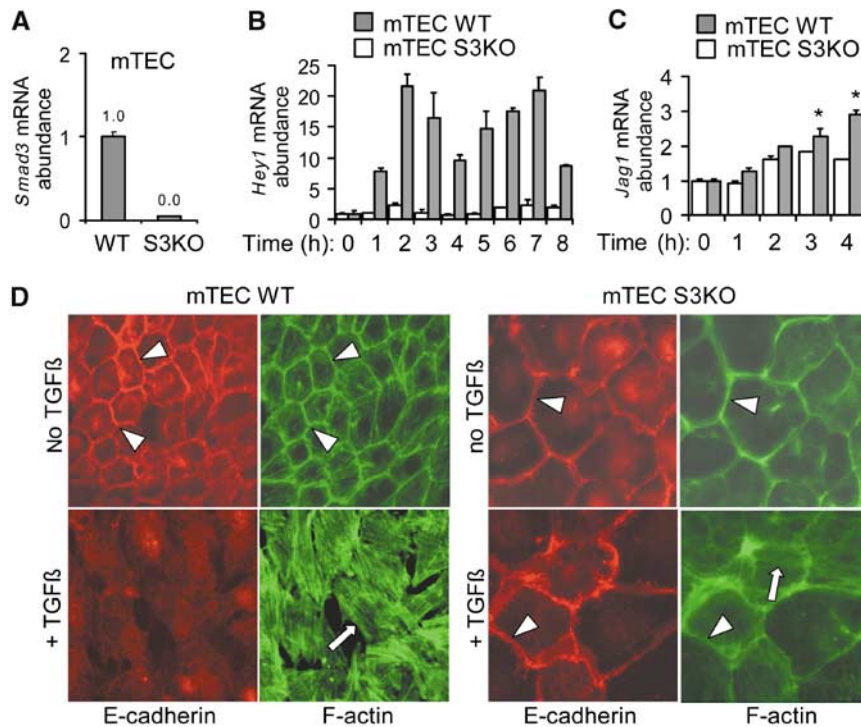 A
mTEC
Smad3 mRNA
abundance
2
1
0
1.0
0.0
WT S3KO
B
mTEC WT
mTEC S3KO
Hey1 mRNA
abundance
25
20
15
10
5
0
Time (h): 0 1 2 3 4 5 6 7 8
C
mTEC WT
mTEC S3KO
Jag1 mRNA
abundance
4
3
2
1
0
* *
Time (h): 0 1 2 3 4
D
mTEC WT
mTEC S3KO
No TGFß
+ TGFß
no TGFß
+ TGFß
E-cadherin F-actin E-cadherin F-actin